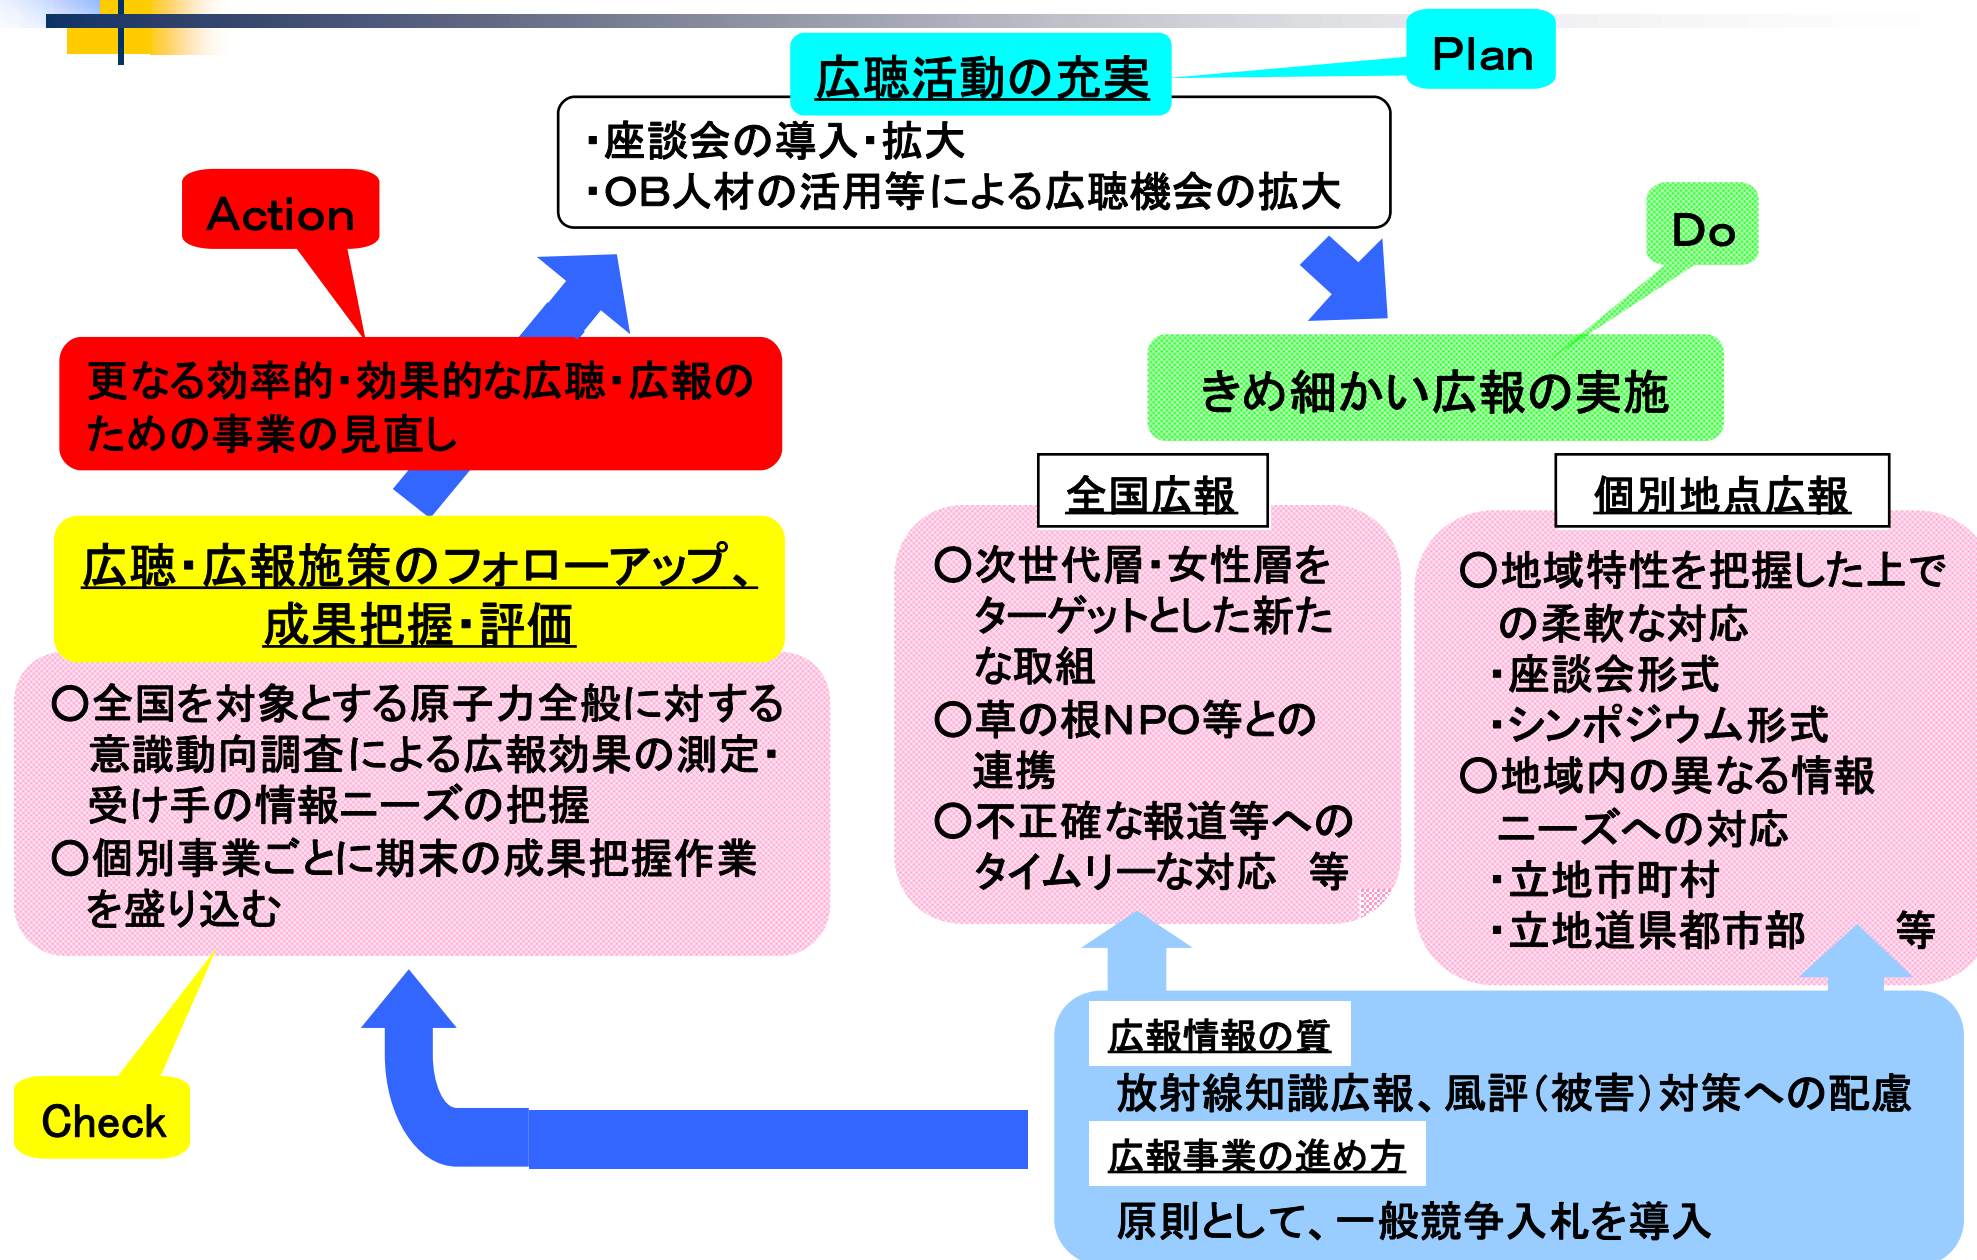 Plan
広聴活動の充実
・座談会の導入・拡大
・OB人材の活用等による広聴機会の拡大
Do
きめ細かい広報の実施
全国広報
○次世代層・女性層を
ターゲットとした新た
な取組
○草の根NPO等との
連携
○不正確な報道等への
タイムリーな対応　等
個別地点広報
○地域特性を把握した上で
の柔軟な対応
・座談会形式
・シンポジウム形式
○地域内の異なる情報
ニーズへの対応
・立地市町村
・立地道県都市部　　等
広報情報の質
放射線知識広報、風評（被害）対策への配慮
広報事業の進め方
原則として、一般競争入札を導入
Check
広聴・広報施策のフォローアップ、
成果把握・評価
○全国を対象とする原子力全般に対する
意識動向調査による広報効果の測定・
受け手の情報ニーズの把握
○個別事業ごとに期末の成果把握作業
を盛り込む
Action
更なる効率的・効果的な広聴・広報の
ための事業の見直し